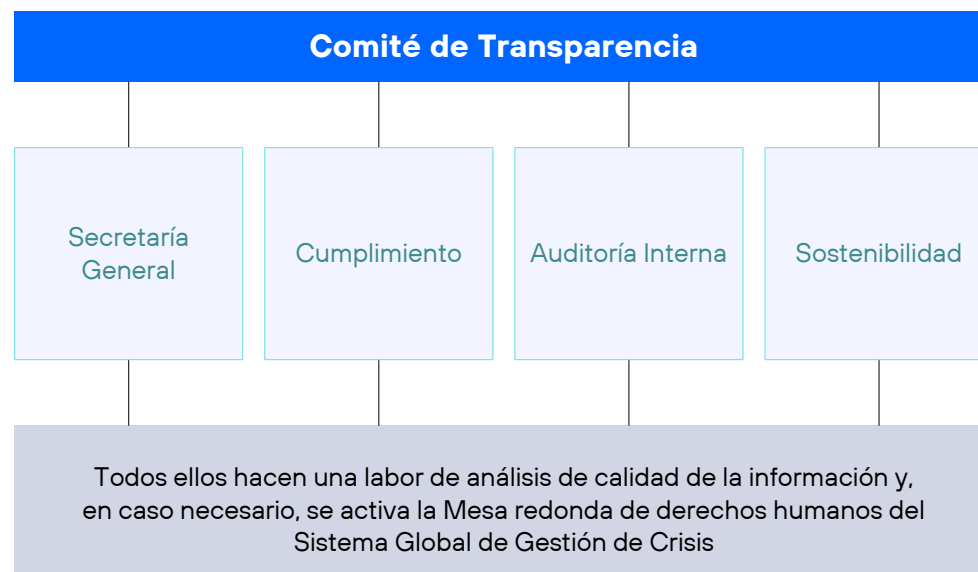 Comité de Transparencia
Secretaría
General
Cumplimiento
Auditoría Interna
Sostenibilidad
Todos ellos hacen una labor de análisis de calidad de la información y,
en caso necesario, se activa la Mesa redonda de derechos humanos del
Sistema Global de Gestión de Crisis